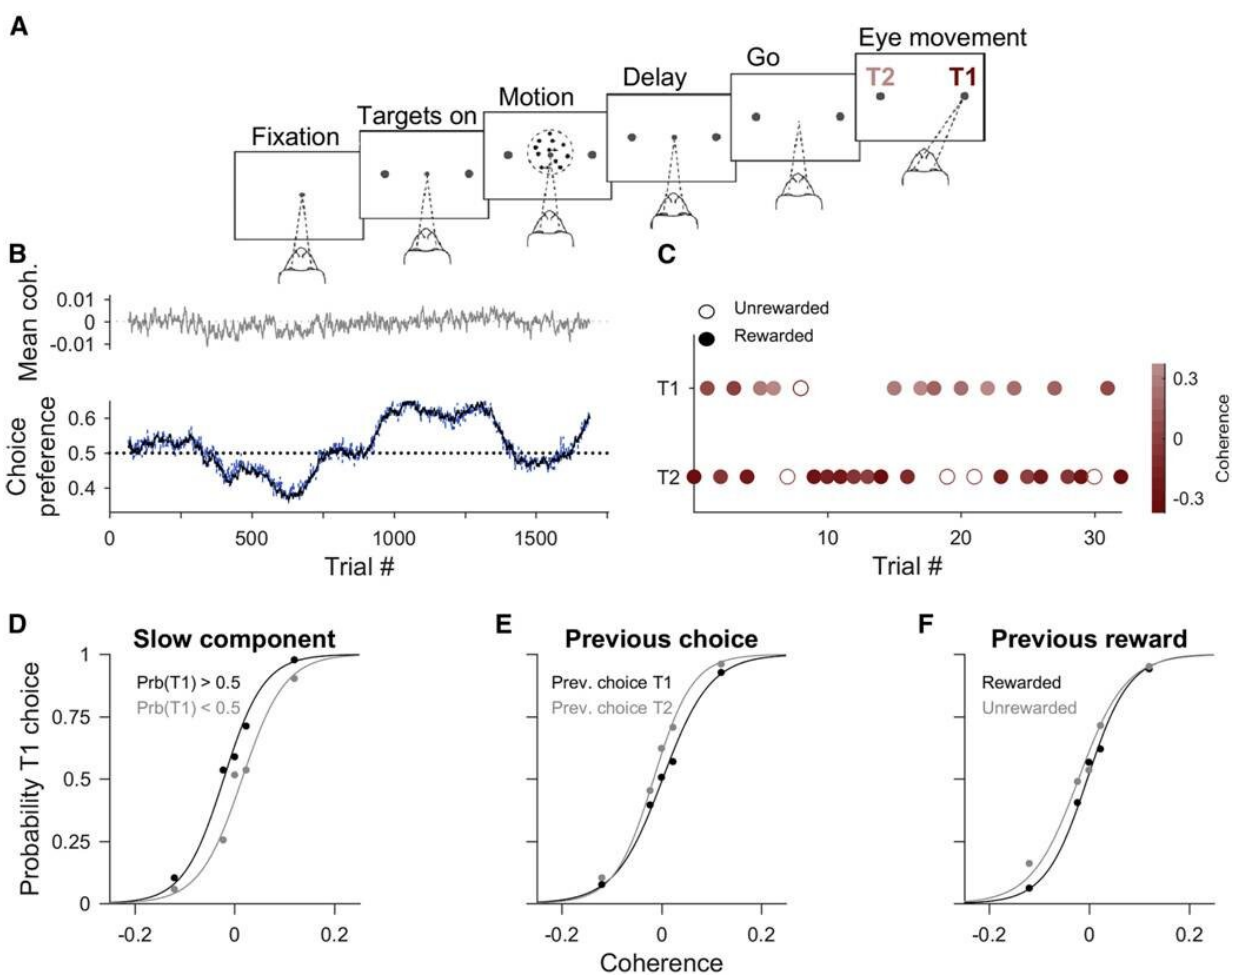 A
Fixation
Targets on
Motion
Delay
Go
Eye movement
T2 T1
B
Mean coh.
0.01
0
-0.01
Choice
preference
0.6
0.5
0.4
0 500 1000 1500
Trial #
C
Unrewarded
Rewarded
T1
T2
10 20 30
Trial #
0.3
0
-0.3
Coherence
D
Slow component
Prb(T1) > 0.5
Prb(T1) < 0.5
Probability T1 choice
1
0.75
0.5
0.25
0
-0.2 0 0.2
E
Previous choice
Prev. choice T1
Prev. choice T2
-0.2 0 0.2
Coherence
F
Previous reward
Rewarded
Unrewarded
-0.2 0 0.2